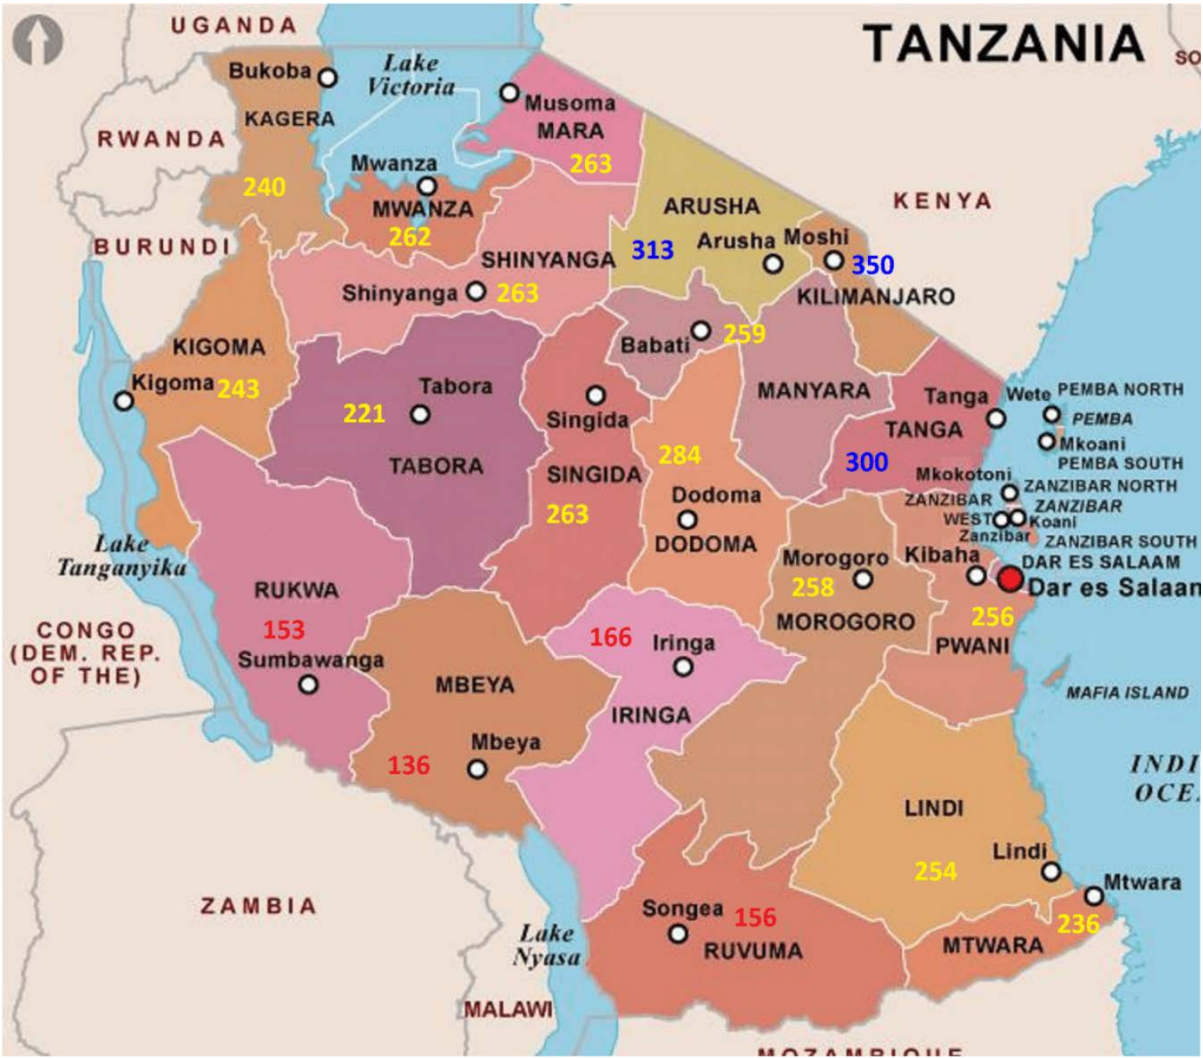 UGANDA
TANZANIA
SO
Bukoba
Lake
Victoria
KAGERA
Musoma
MARA
263
RWANDA
Mwanza
240
MWANZA
262
KENYA
ARUSHA
BURUNDI
313
Arusha
Moshi
350
SHINYANGA
Shinyanga
263
KILIMANJARO
KIGOMA
Babati
259
Kigoma
243
Tabora
221
TABORA
Singida
SINGIDA
263
MANYARA
Tanga
TANGA
300
Wete
PEMBA NORTH
PEMBA
Mkoani
PEMBA SOUTH
284
Dodoma
DODOMA
Mkokotoni
ZANZIBAR NORTH
ZANZIBAR
WEST
ZANZIBAR
Koani
Zanzibar
ZANZIBAR SOUTH
Lake
Tanganyika
Morogoro
258
MOROGORO
Kibaha
DAR ES SALAAM
Dar es Salaan
256
PWANI
RUKWA
153
Sumbawanga
CONGO
(DEM. REP.
OF THE)
166
Iringa
IRINGA
MBEYA
Mbeya
136
MAFIA ISLAND
INDI
OCE.
LINDI
Lindi
254
Mtwara
236
MTWARA
ZAMBIA
Songea
156
RUVUMA
Lake
Nyasa
MALAWI
MOZAMBIQUE